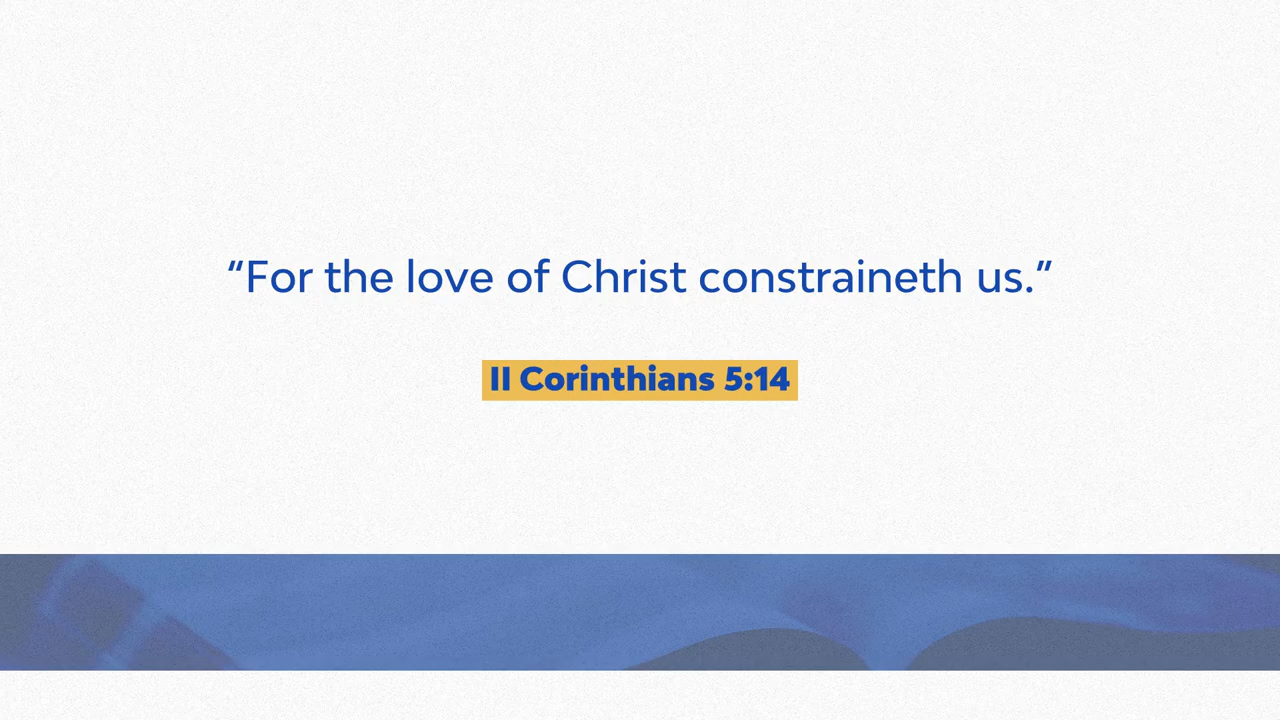 “For the love of Christ constraineth us.”
II Corinthians 5:14